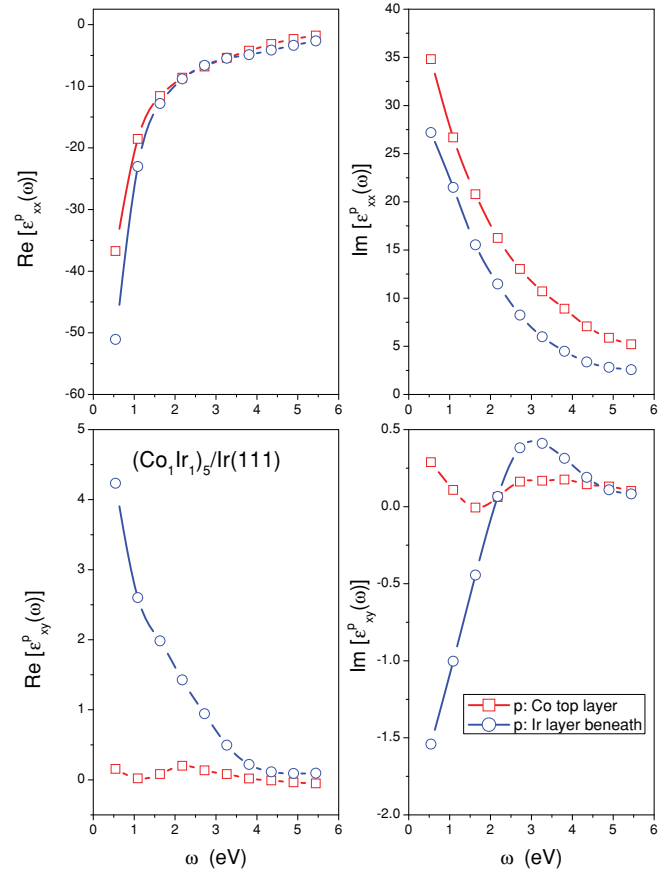 0
-10
-20
-30
-40
-50
-60
0 1 2 3 4 5 6
Re [ε^p_xx(ω)]
40
35
30
25
20
15
10
5
0
0 1 2 3 4 5 6
Im [ε^p_xx(ω)]
(Co₁Ir₁)₅/Ir(111)
5
4
3
2
1
0
0 1 2 3 4 5 6
Re [ε^p_xy(ω)]
ω (eV)
0.5
0.0
-0.5
-1.0
-1.5
-2.0
0 1 2 3 4 5 6
Im [ε^p_xy(ω)]
p: Co top layer
p: Ir layer beneath
ω (eV)